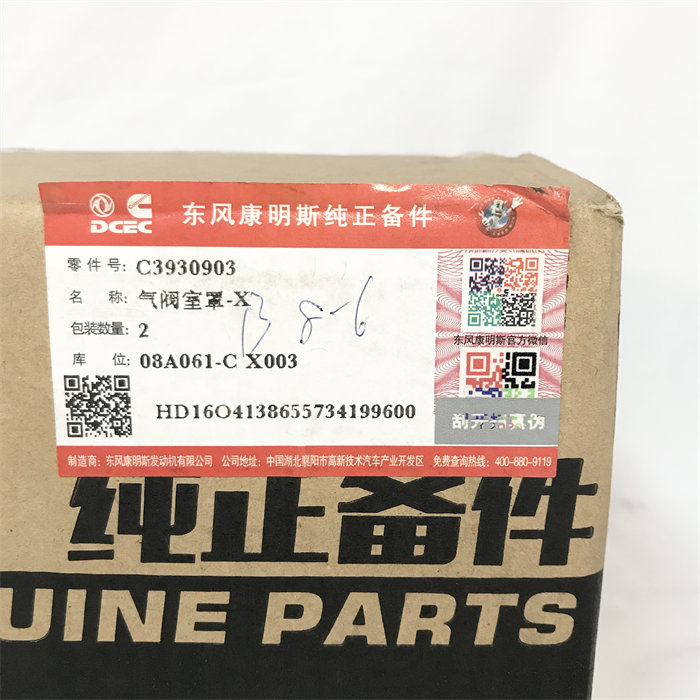 DCEC
东风康明斯纯正备件
零件号: C3930903
名 称: 气阀室罩-X
包装数量: 2
库 位: 08A061-C X003
HD16O4138655734199600
B 8-6
东风康明斯官方微信
刮开 真伪
制造商: 东风康明斯发动机有限公司 公司地址: 中国湖北襄阳市高新技术汽车产业开发区 免费查询热线: 400-880-9119
纯正备件
UINE PARTS